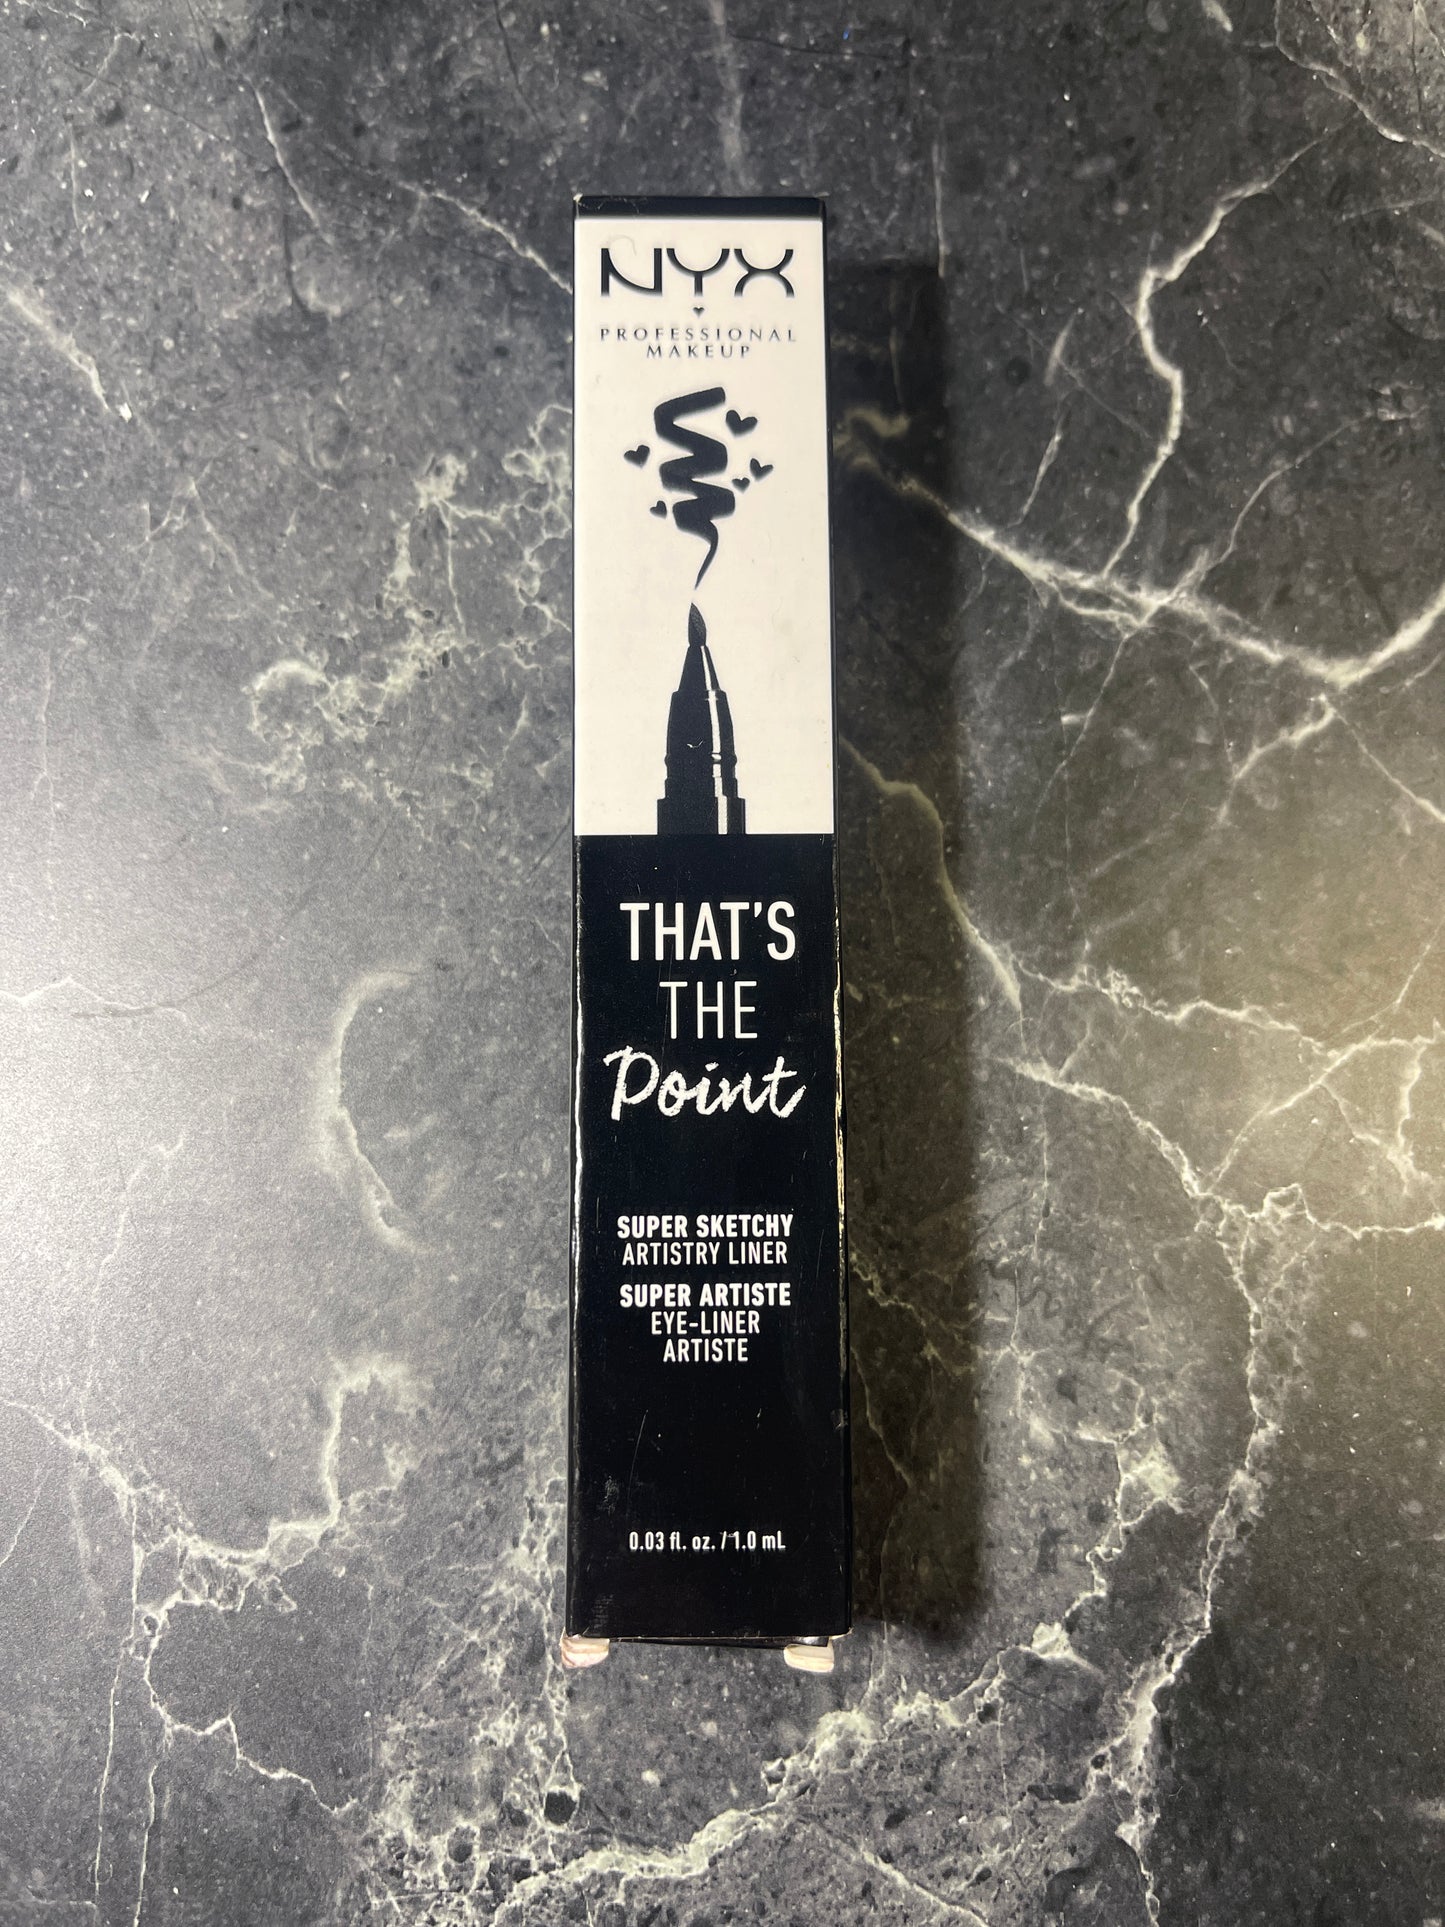 NYX
PROFESSIONAL
MAKEUP
THAT'S
THE
Point
SUPER SKETCHY
ARTISTRY LINER
SUPER ARTISTE
EYE-LINER
ARTISTE
0.03 fl. oz. / 1.0 mL